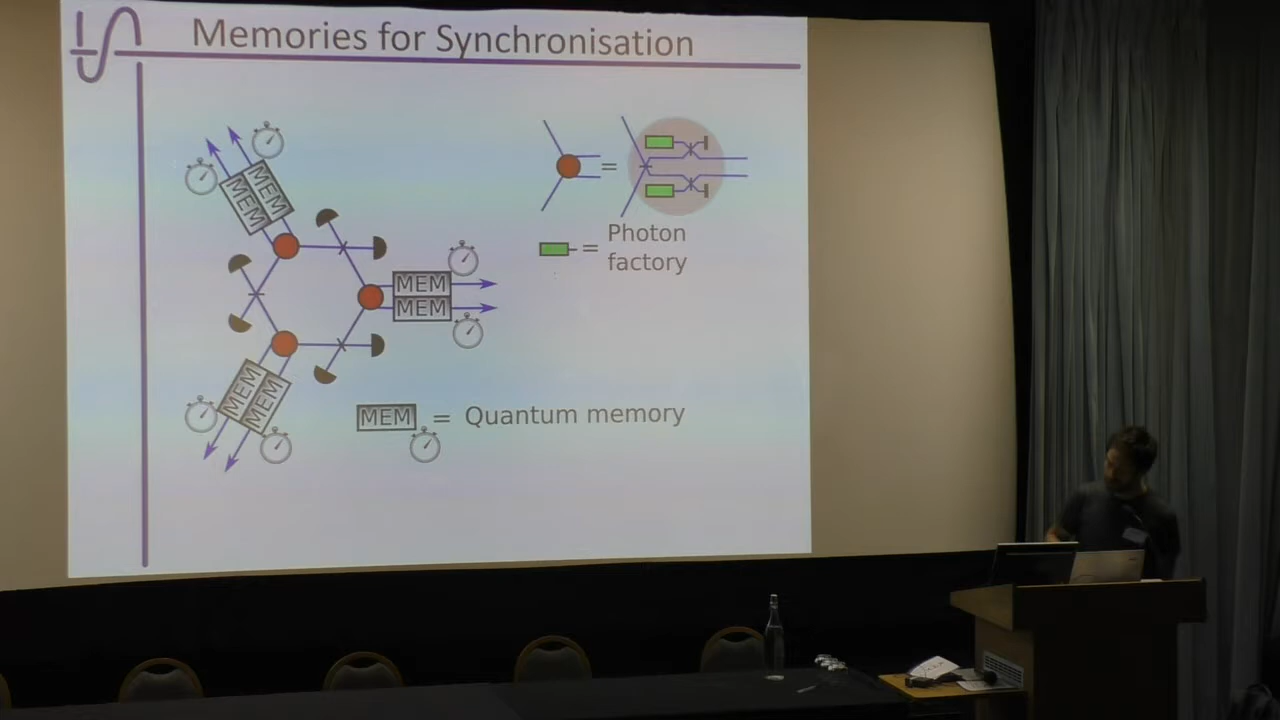 Memories for Synchronisation
MEM
MEM
=
=
Photon
factory
MEM
MEM
MEM
MEM
MEM = Quantum memory